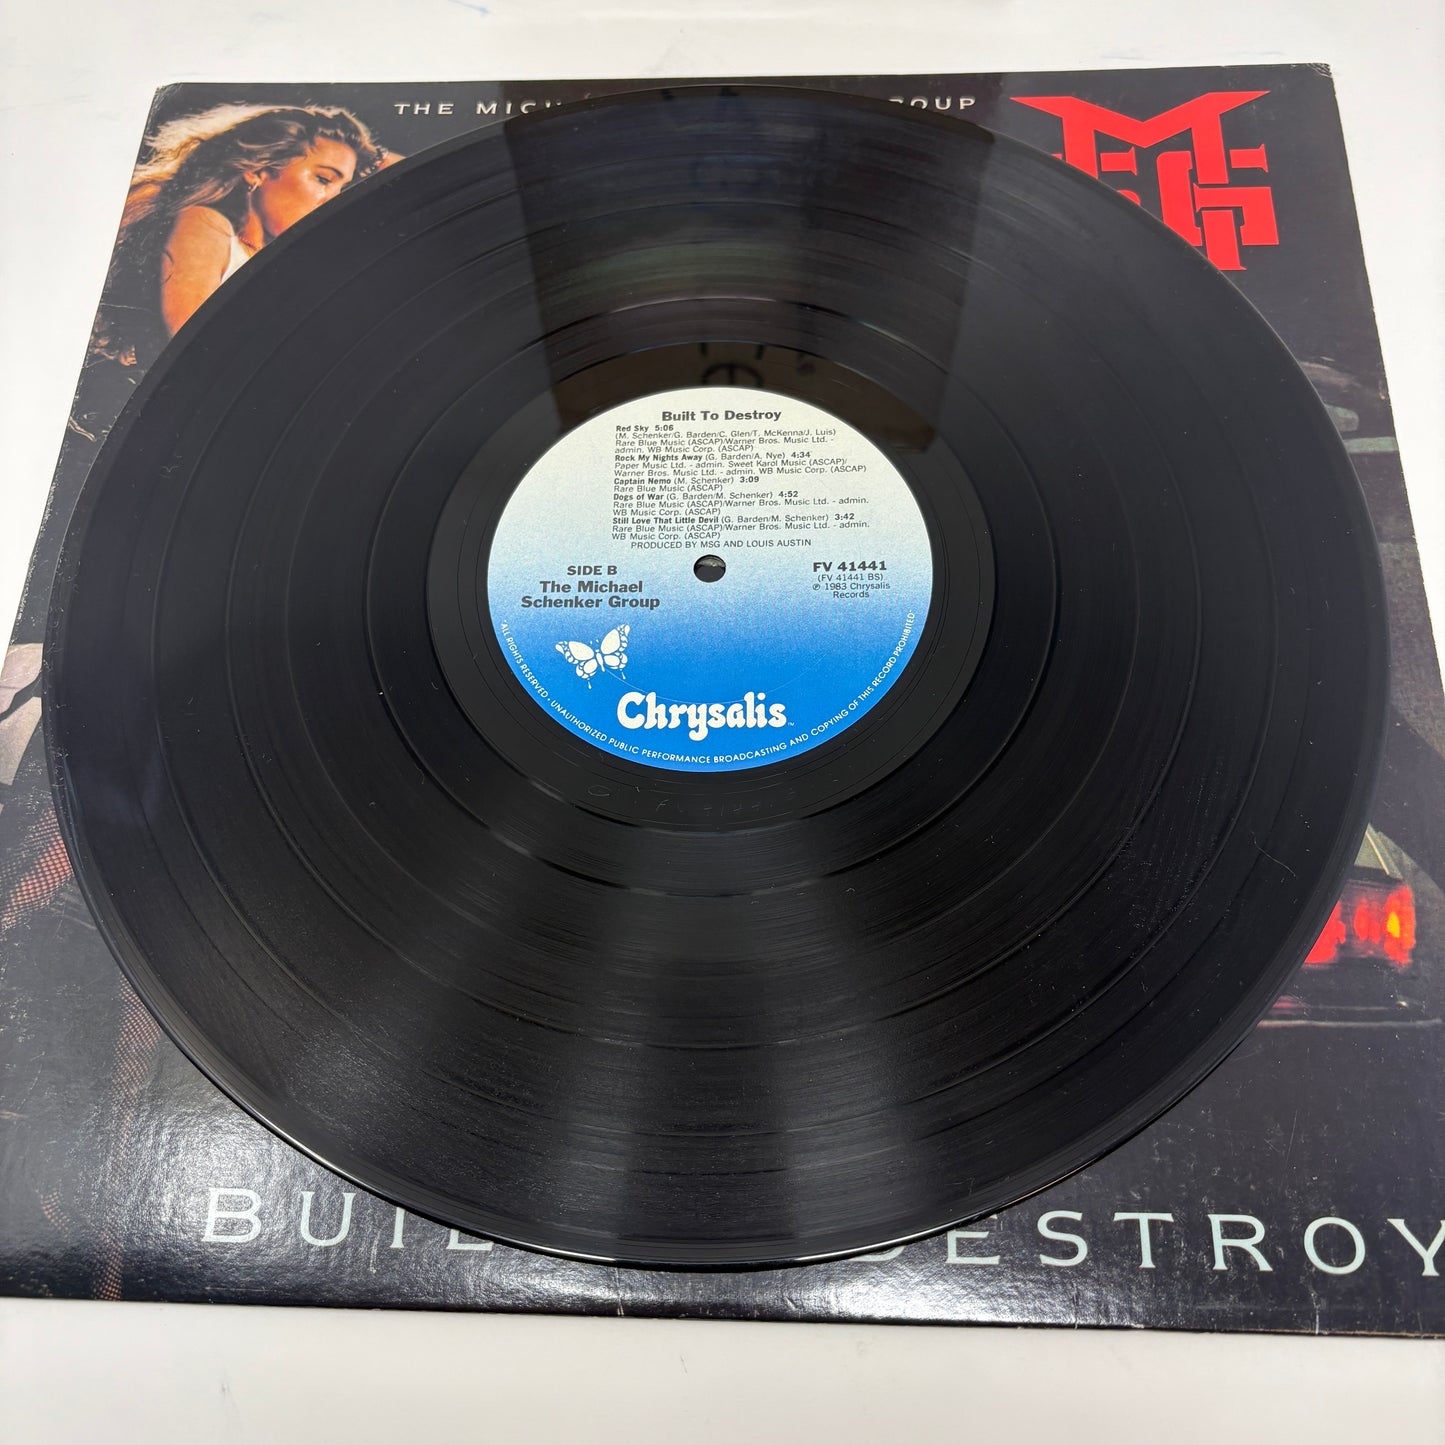 THE MICH
ROUP
MSG
Built To Destroy
Red Sky 5:06
(M. Schenker/G. Barden/C. Glen/T. McKenna/J. Luis)
Rare Blue Music (ASCAP)/Warner Bros. Music Ltd. -
admin. WB Music Corp. (ASCAP)
Rock My Nights Away (G. Barden/A. Nye) 4:34
Paper Music Ltd. - admin. Sweet Karol Music (ASCAP)/
Warner Bros. Music Ltd. - admin. WB Music Corp. (ASCAP)
Captain Nemo (M. Schenker) 3:09
Rare Blue Music (ASCAP)
Dogs of War (G. Barden/M. Schenker) 4:52
Rare Blue Music (ASCAP)/Warner Bros. Music Ltd. - admin.
WB Music Corp. (ASCAP)
Still Love That Little Devil (G. Barden/M. Schenker) 3:42
Rare Blue Music (ASCAP)/Warner Bros. Music Ltd. - admin.
WB Music Corp. (ASCAP)
PRODUCED BY MSG AND LOUIS AUSTIN
SIDE B
The Michael
Schenker Group
FV 41441
(FV 41441 BS)
℗ 1983 Chrysalis
Records
Chrysalis™
ALL RIGHTS RESERVED - UNAUTHORIZED PUBLIC PERFORMANCE BROADCASTING AND COPYING OF THIS RECORD PROHIBITED
BUIL DESTROY